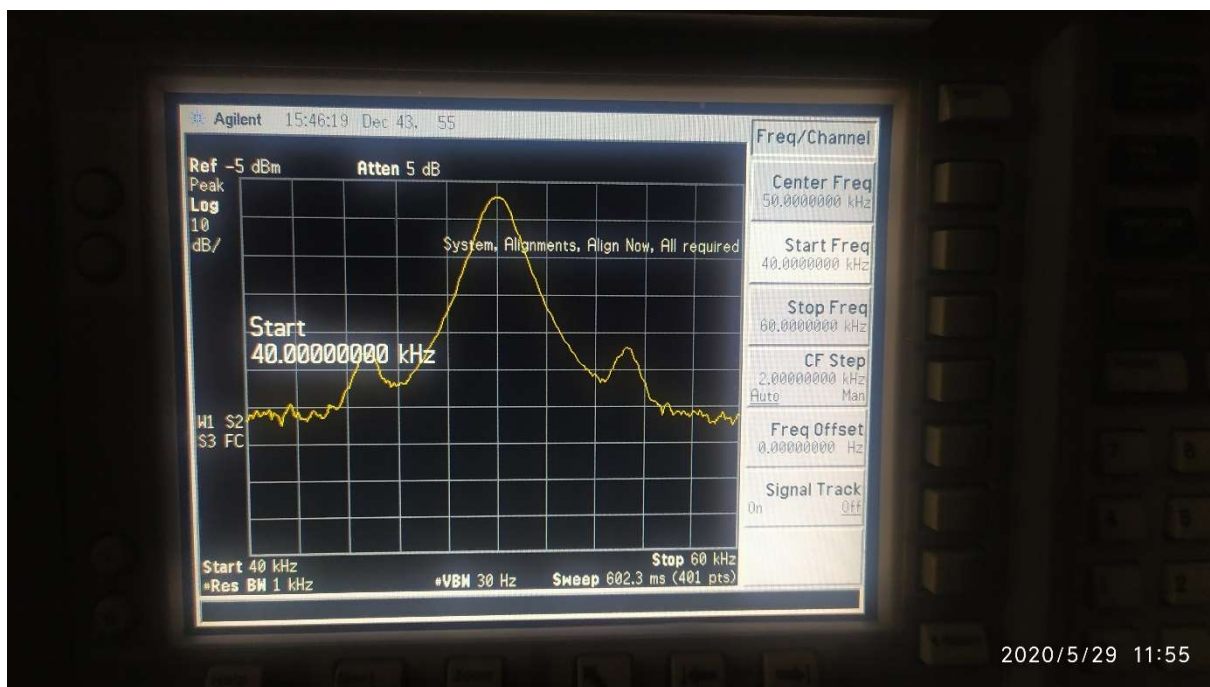 Agilent 15:46:19 Dec 43, 55
Ref -5 dBm Atten 5 dB
Peak
Log
10
dB/
System, Alignments, Align Now, All required
Start
40.00000000 kHz
W1 S2
S3 FC
Start 40 kHz Stop 60 kHz
#Res BW 1 kHz #VBW 30 Hz Sweep 602.3 ms (401 pts)
Freq/Channel
Center Freq
50.0000000 kHz
Start Freq
40.0000000 kHz
Stop Freq
60.0000000 kHz
CF Step
2.00000000 kHz
Auto Man
Freq Offset
0.00000000 Hz
Signal Track
On Off
2020/5/29 11:55